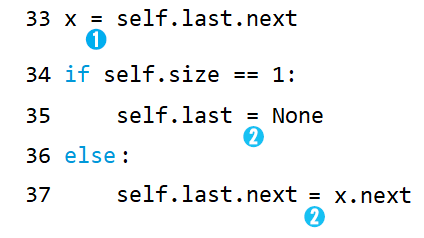 33 x = self.last.next
1
34 if self.size == 1:
35     self.last = None
2
36 else:
37     self.last.next = x.next
2